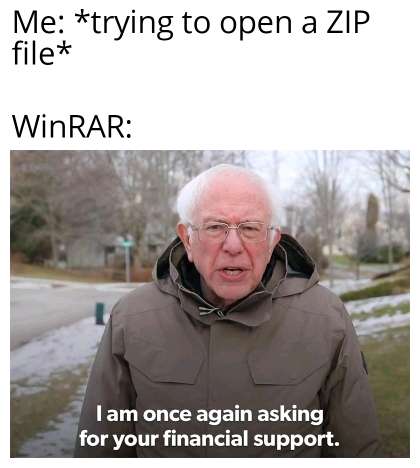 Me: *trying to open a ZIP
file*
WinRAR:
I am once again asking
for your financial support.